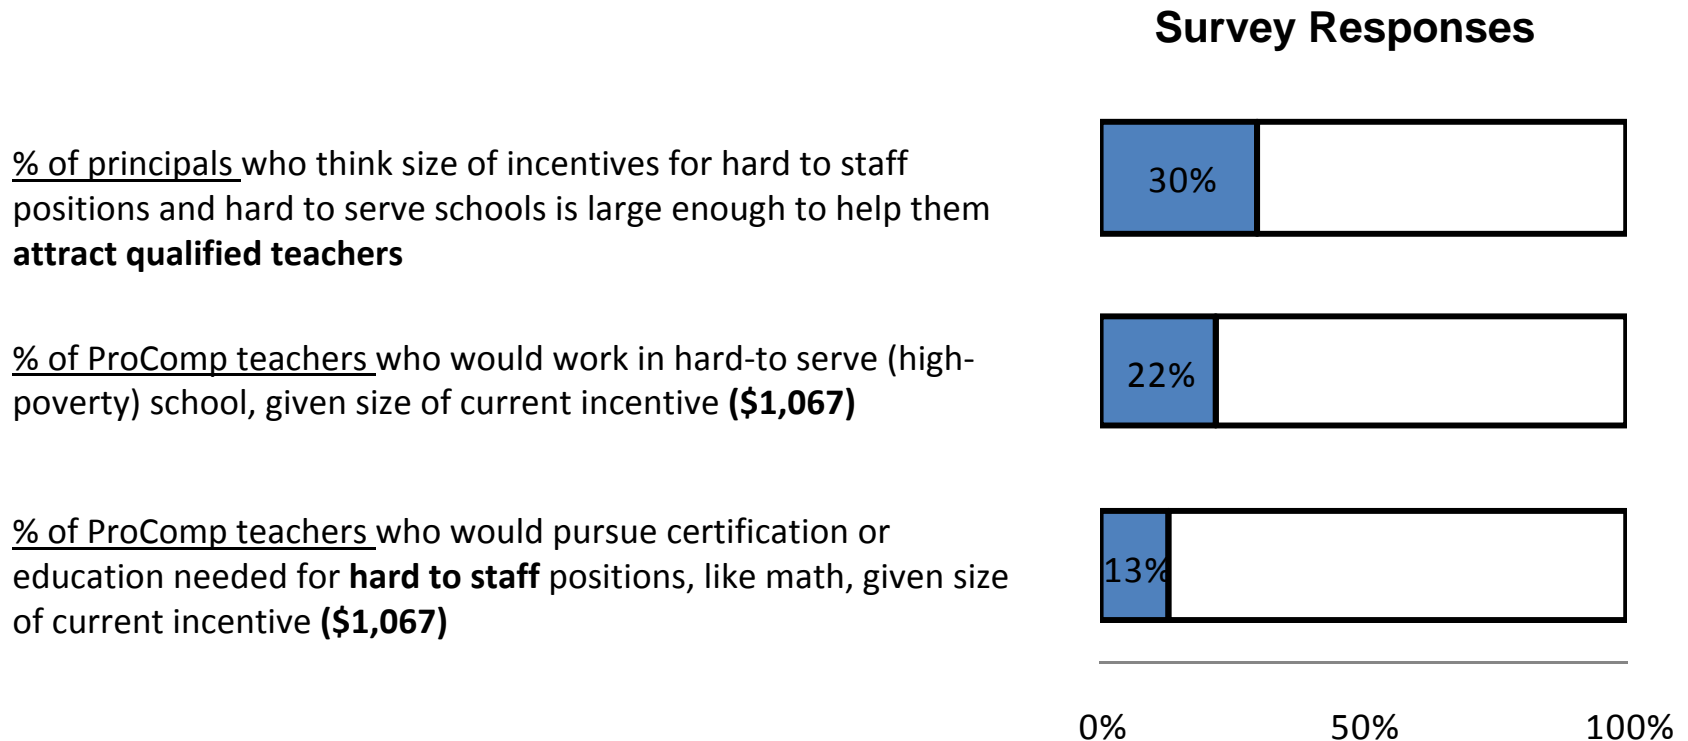 Survey Responses
% of principals who think size of incentives for hard to staff
positions and hard to serve schools is large enough to help them
attract qualified teachers
30%
% of ProComp teachers who would work in hard-to serve (high-
poverty) school, given size of current incentive ($1,067)
22%
% of ProComp teachers who would pursue certification or
education needed for hard to staff positions, like math, given size
of current incentive ($1,067)
13%
0% 50% 100%